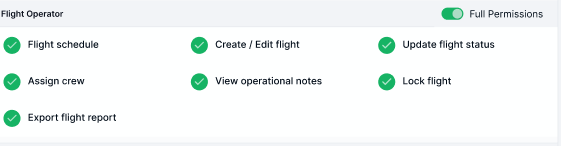 Flight Operator
Full Permissions
Flight schedule
Create / Edit flight
Update flight status
Assign crew
View operational notes
Lock flight
Export flight report